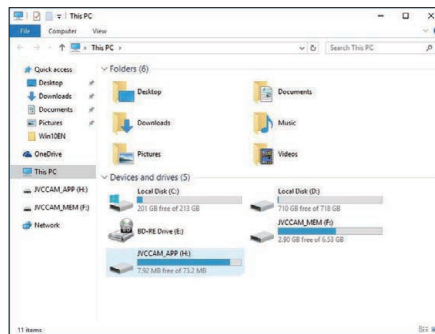 This PC
File Computer View
This PC
Search This PC
Quick access
Desktop
Downloads
Documents
Pictures
Win10EN
OneDrive
This PC
JVCCAM_APP (H:)
JVCCAM_MEM (F:)
Network
Folders (6)
Desktop
Documents
Downloads
Music
Pictures
Videos
Devices and drives (5)
Local Disk (C:)
201 GB free of 213 GB
Local Disk (D:)
710 GB free of 718 GB
BD-RE Drive (E:)
JVCCAM_MEM (F:)
2.80 GB free of 6.53 GB
JVCCAM_APP (H:)
7.92 MB free of 73.2 MB
11 items